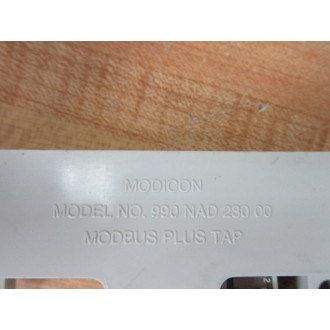 MODICON
MODEL NO. 990 NAD 230 00
MODBUS PLUS TAP